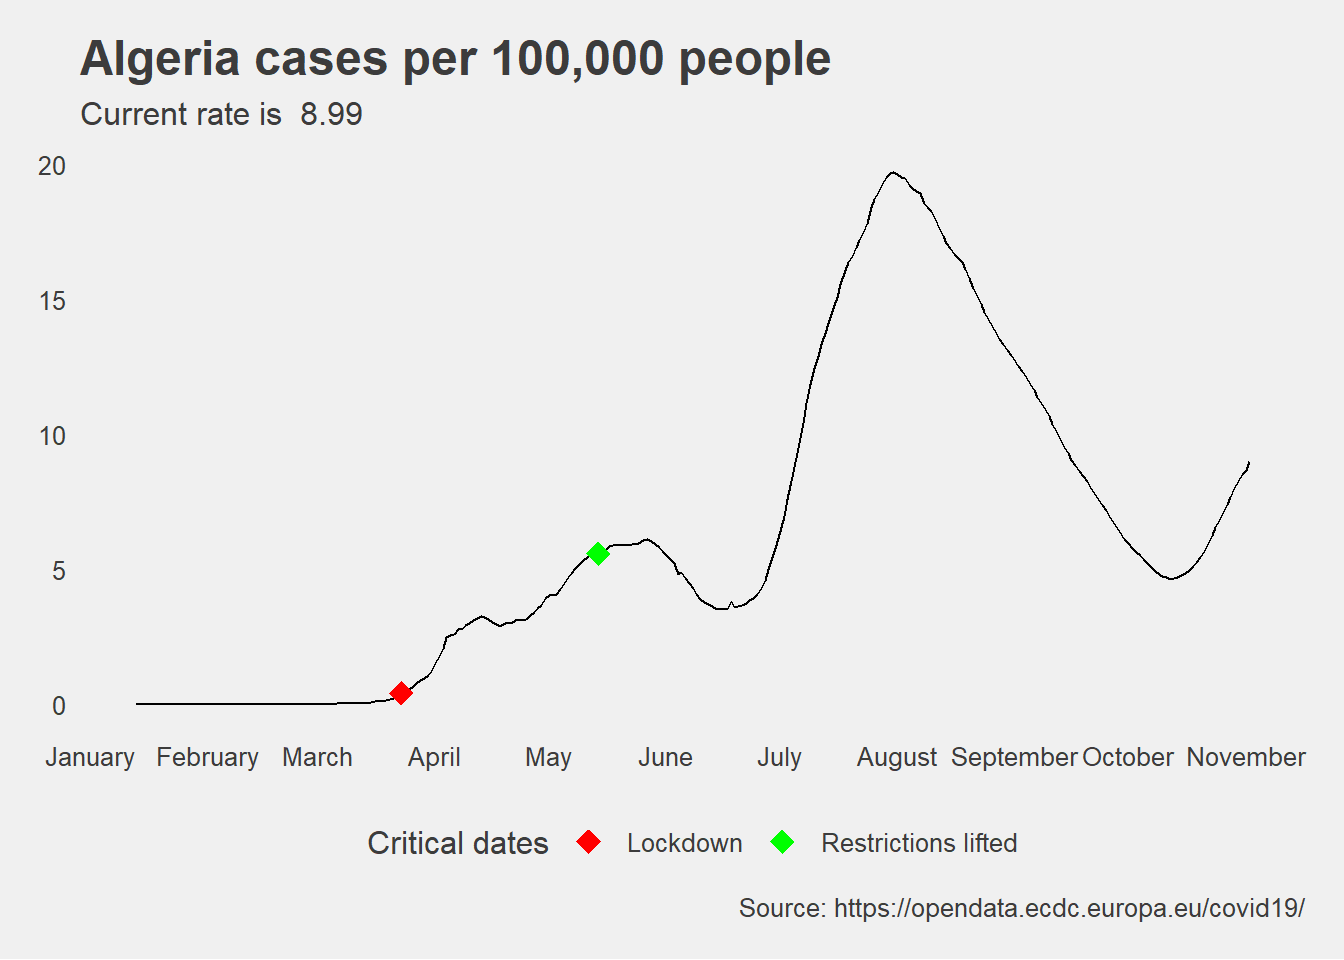 Algeria cases per 100,000 people
Current rate is  8.99
20
15
10
5
0
January February March April May June July August September October November
Critical dates Lockdown Restrictions lifted
Source: https://opendata.ecdc.europa.eu/covid19/